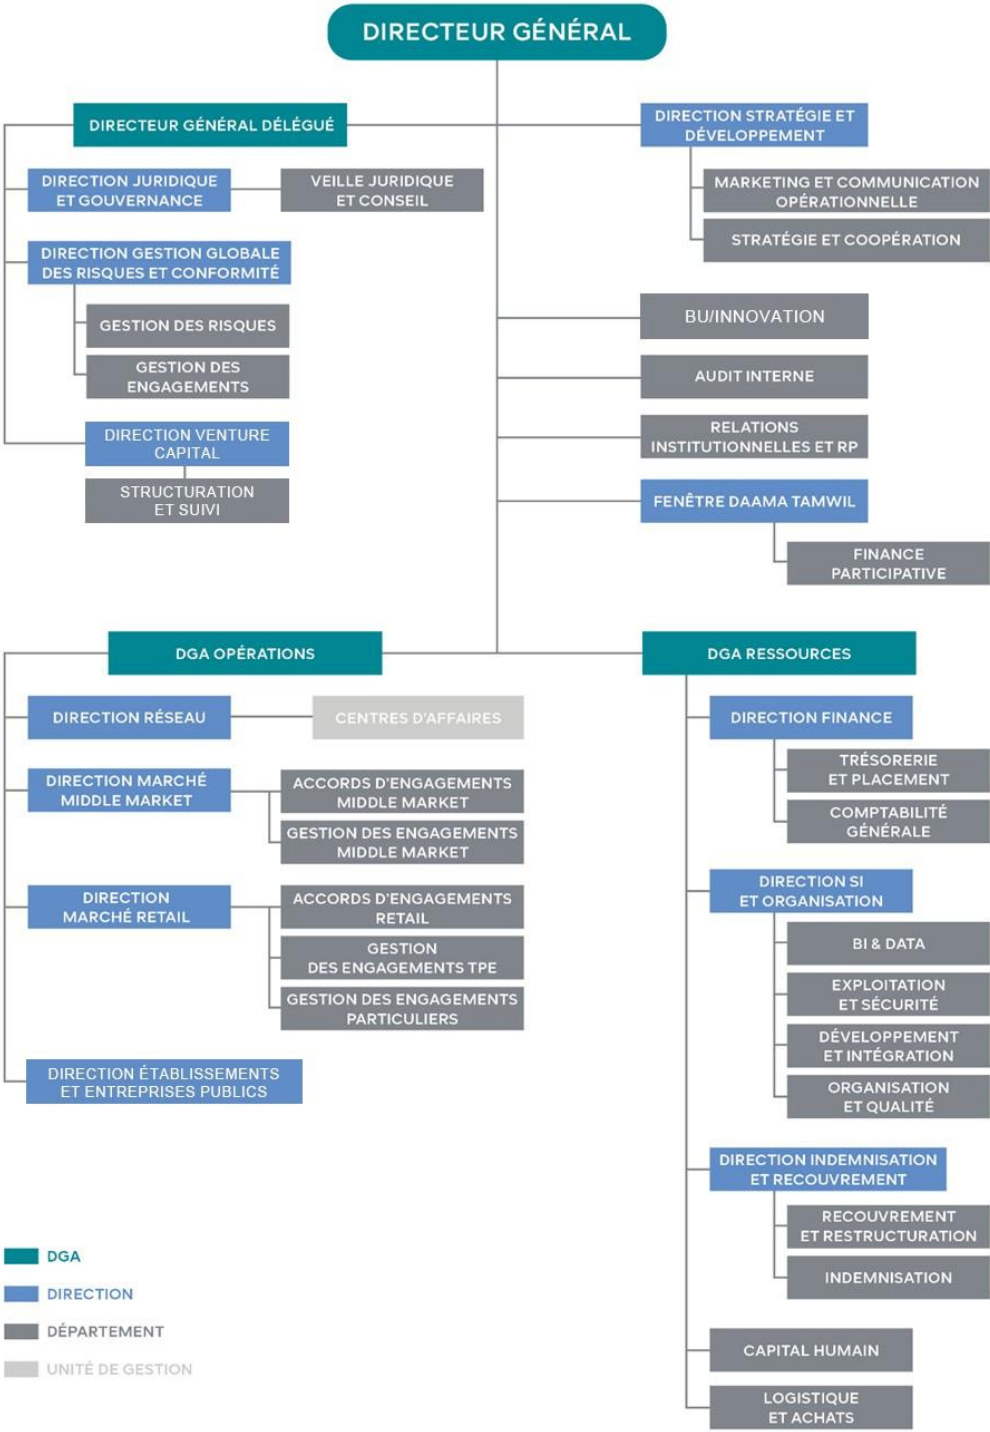 DIRECTEUR GÉNÉRAL
DIRECTEUR GÉNÉRAL DÉLÉGUÉ
DIRECTION JURIDIQUE
ET GOUVERNANCE
VEILLE JURIDIQUE
ET CONSEIL
DIRECTION GESTION GLOBALE
DES RISQUES ET CONFORMITÉ
GESTION DES RISQUES
GESTION DES
ENGAGEMENTS
DIRECTION VENTURE
CAPITAL
STRUCTURATION
ET SUIVI
DIRECTION STRATÉGIE ET
DÉVELOPPEMENT
MARKETING ET COMMUNICATION
OPÉRATIONNELLE
STRATÉGIE ET COOPÉRATION
BU/INNOVATION
AUDIT INTERNE
RELATIONS
INSTITUTIONNELLES ET RP
FENÊTRE DAAMA TAMWIL
FINANCE
PARTICIPATIVE
DGA OPÉRATIONS
DIRECTION RÉSEAU
CENTRES D'AFFAIRES
DIRECTION MARCHÉ
MIDDLE MARKET
ACCORDS D'ENGAGEMENTS
MIDDLE MARKET
GESTION DES ENGAGEMENTS
MIDDLE MARKET
DIRECTION
MARCHÉ RETAIL
ACCORDS D'ENGAGEMENTS
RETAIL
GESTION
DES ENGAGEMENTS TPE
GESTION DES ENGAGEMENTS
PARTICULIERS
DIRECTION ÉTABLISSEMENTS
ET ENTREPRISES PUBLICS
DGA RESSOURCES
DIRECTION FINANCE
TRÉSORERIE
ET PLACEMENT
COMPTABILITÉ
GÉNÉRALE
DIRECTION SI
ET ORGANISATION
BI & DATA
EXPLOITATION
ET SÉCURITÉ
DÉVELOPPEMENT
ET INTÉGRATION
ORGANISATION
ET QUALITÉ
DIRECTION INDEMNISATION
ET RECOUVREMENT
RECOUVREMENT
ET RESTRUCTURATION
INDEMNISATION
CAPITAL HUMAIN
LOGISTIQUE
ET ACHATS
DGA
DIRECTION
DÉPARTEMENT
UNITÉ DE GESTION